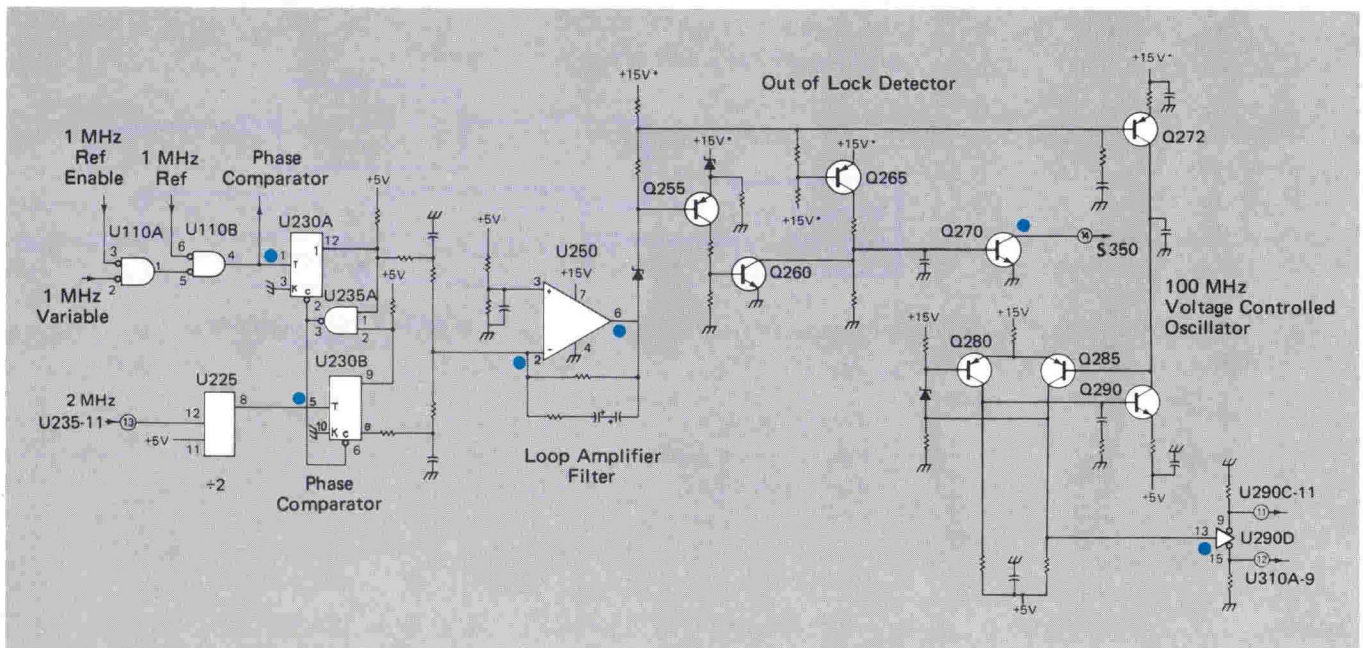 Out of Lock Detector
+15V*
+15V*
Q272
1 MHz
Ref
Enable
1 MHz
Ref
Phase
Comparator
U230A
+5V
+15V*
+15V*
Q255
Q265
+15V*
U110A
U110B
3
2
1
6
5
4
1
T
1
12
3
K
C
2
+5V
1 MHz
Variable
U235A
3
1
2
+5V
U250
3
+
+15V
7
6
2
-
4
Q260
Q270
S350
100 MHz
Voltage Controlled
Oscillator
U230B
9
5
T
10
K
C
8
6
2 MHz
U235-11
13
U225
12
8
+5V
11
÷2
Phase
Comparator
Loop Amplifier
Filter
+15V
+15V
Q280
Q285
Q290
+5V
+5V
U290C-11
11
9
13
U290D
15
12
U310A-9